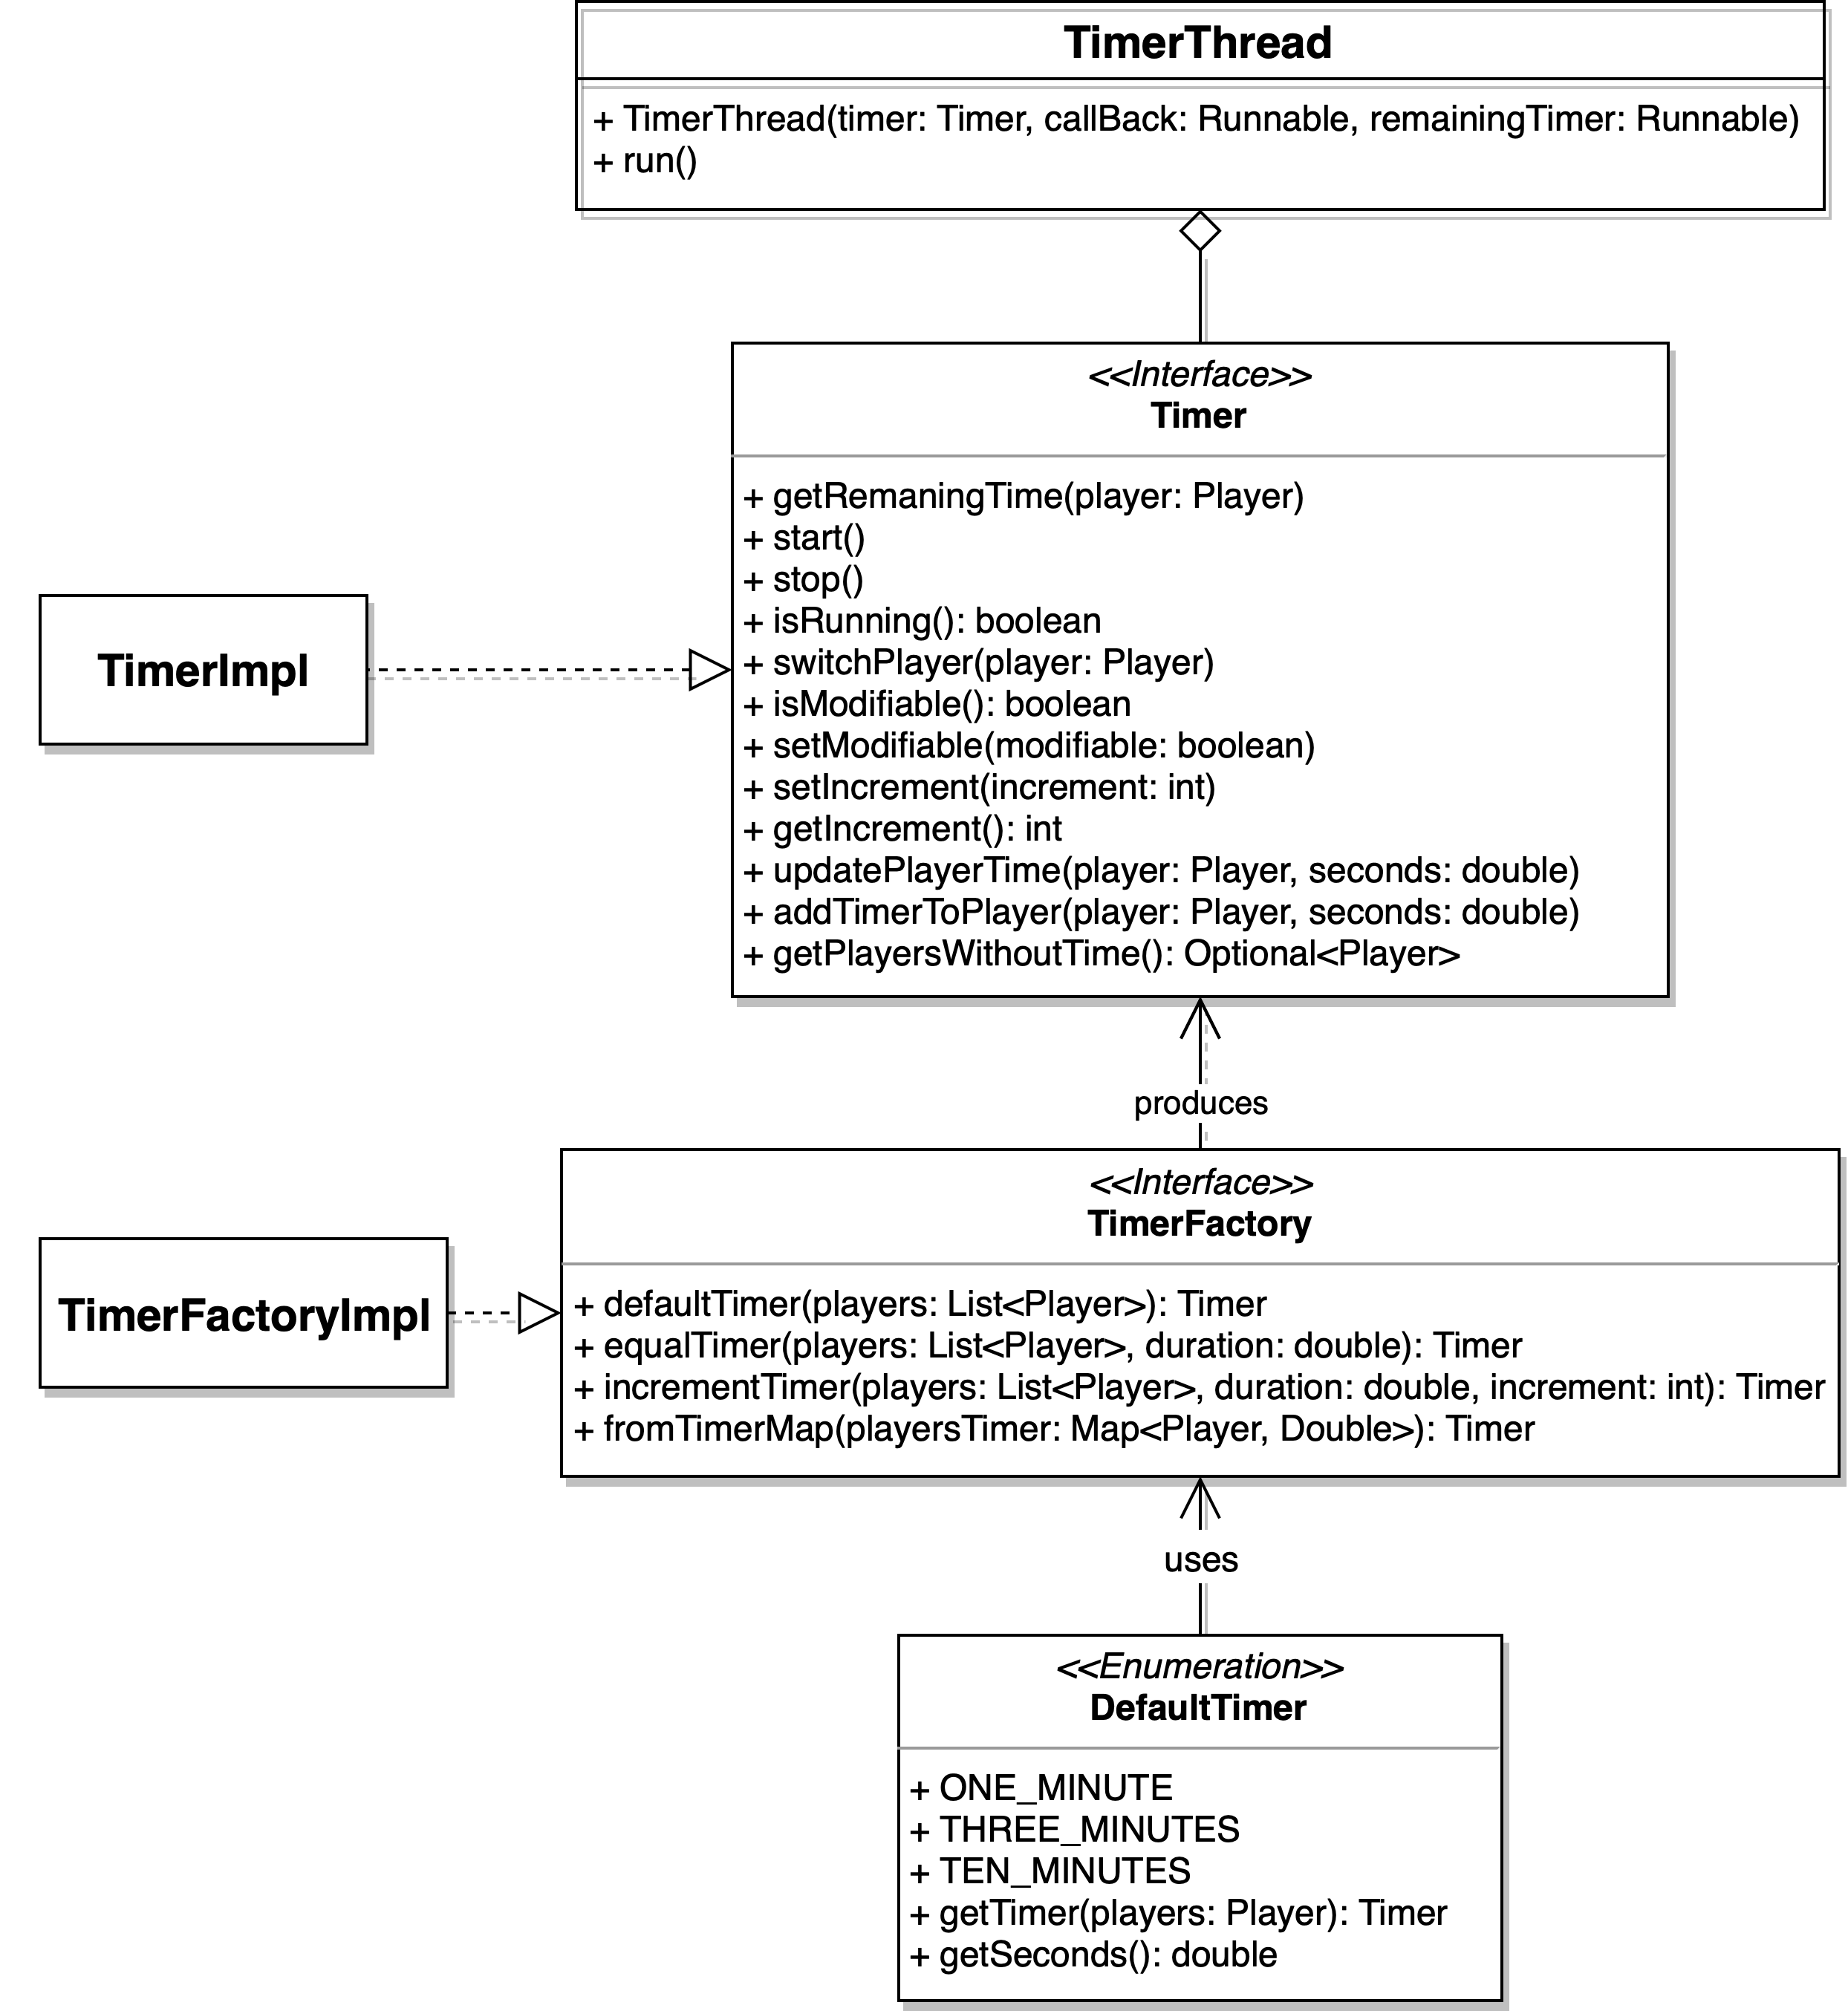 TimerThread
+ TimerThread(timer: Timer, callBack: Runnable, remainingTimer: Runnable)
+ run()
<<Interface>>
Timer
+ getRemaningTime(player: Player)
+ start()
+ stop()
+ isRunning(): boolean
+ switchPlayer(player: Player)
+ isModifiable(): boolean
+ setModifiable(modifiable: boolean)
+ setIncrement(increment: int)
+ getIncrement(): int
+ updatePlayerTime(player: Player, seconds: double)
+ addTimerToPlayer(player: Player, seconds: double)
+ getPlayersWithoutTime(): Optional<Player>
TimerImpl
produces
<<Interface>>
TimerFactory
+ defaultTimer(players: List<Player>): Timer
+ equalTimer(players: List<Player>, duration: double): Timer
+ incrementTimer(players: List<Player>, duration: double, increment: int): Timer
+ fromTimerMap(playersTimer: Map<Player, Double>): Timer
TimerFactoryImpl
uses
<<Enumeration>>
DefaultTimer
+ ONE_MINUTE
+ THREE_MINUTES
+ TEN_MINUTES
+ getTimer(players: Player): Timer
+ getSeconds(): double